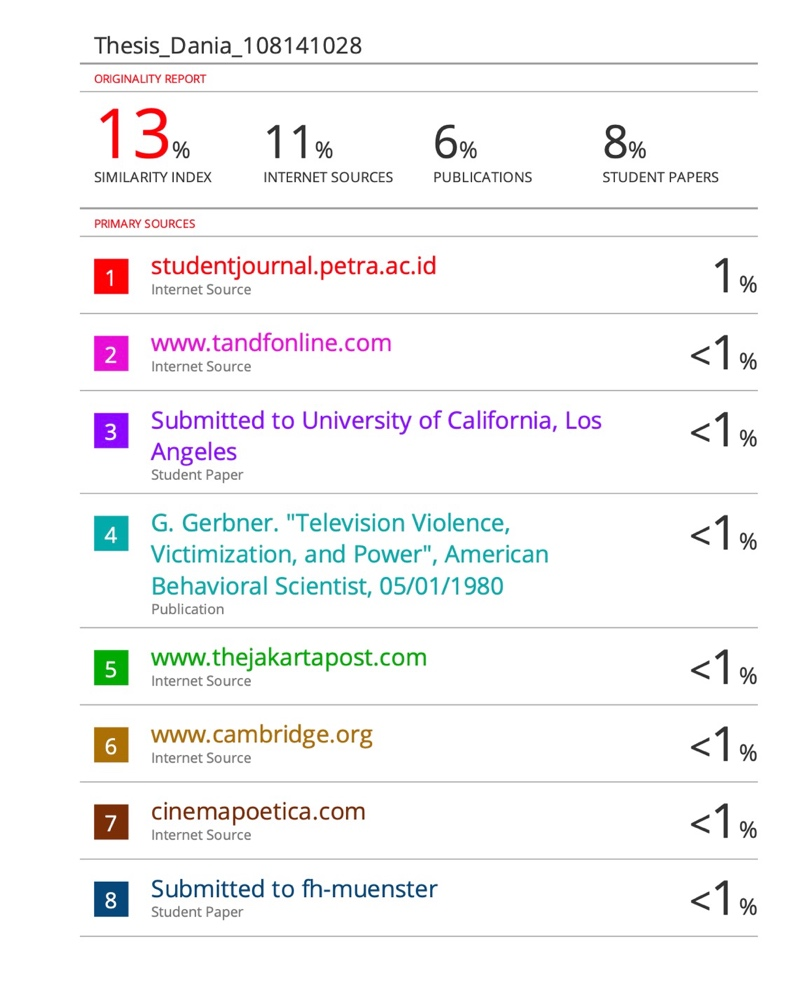 Thesis_Dania_108141028
ORIGINALITY REPORT
13% 11% 6% 8%
SIMILARITY INDEX INTERNET SOURCES PUBLICATIONS STUDENT PAPERS
PRIMARY SOURCES
1 studentjournal.petra.ac.id 1%
Internet Source
2 www.tandfonline.com <1%
Internet Source
3 Submitted to University of California, Los <1%
Angeles
Student Paper
4 G. Gerbner. "Television Violence, <1%
Victimization, and Power", American
Behavioral Scientist, 05/01/1980
Publication
5 www.thejakartapost.com <1%
Internet Source
6 www.cambridge.org <1%
Internet Source
7 cinemapoetica.com <1%
Internet Source
8 Submitted to fh-muenster <1%
Student Paper